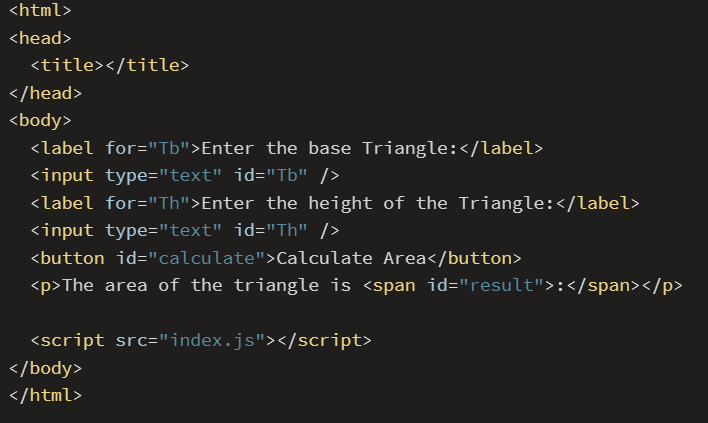 <html>
<head>
  <title></title>
</head>
<body>
  <label for="Tb">Enter the base Triangle:</label>
  <input type="text" id="Tb" />
  <label for="Th">Enter the height of the Triangle:</label>
  <input type="text" id="Th" />
  <button id="calculate">Calculate Area</button>
  <p>The area of the triangle is <span id="result">:</span></p>

  <script src="index.js"></script>
</body>
</html>